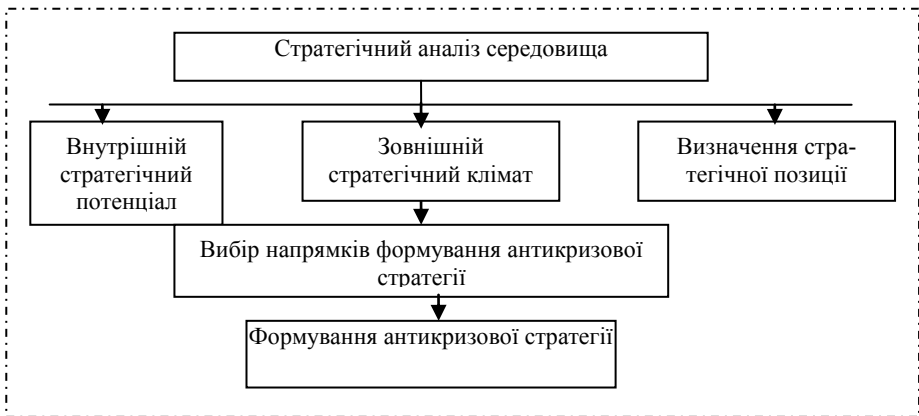 Стратегічний аналіз середовища
Внутрішній
стратегічний
потенціал
Зовнішній
стратегічний клімат
Визначення стра-
тегічної позиції
Вибір напрямків формування антикризової
стратегії
Формування антикризової стратегії